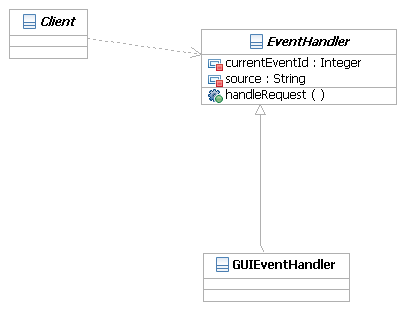 Client
EventHandler
currentEventId : Integer
source : String
handleRequest ( )
GUIEventHandler